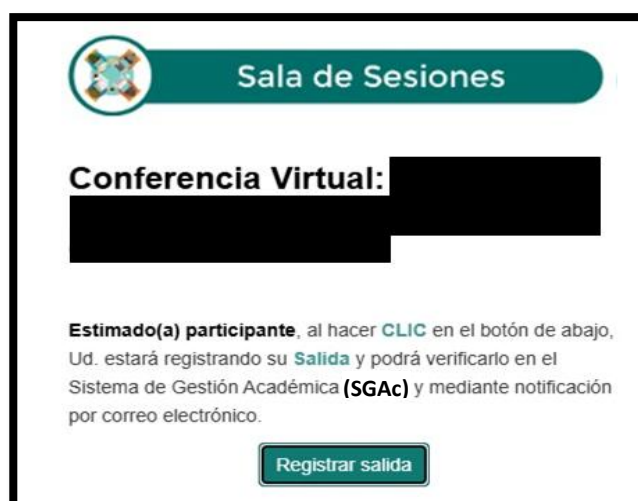 Sala de Sesiones
Conferencia Virtual:
Estimado(a) participante, al hacer CLIC en el botón de abajo,
Ud. estará registrando su Salida y podrá verificarlo en el
Sistema de Gestión Académica (SGAc) y mediante notificación
por correo electrónico.
Registrar salida